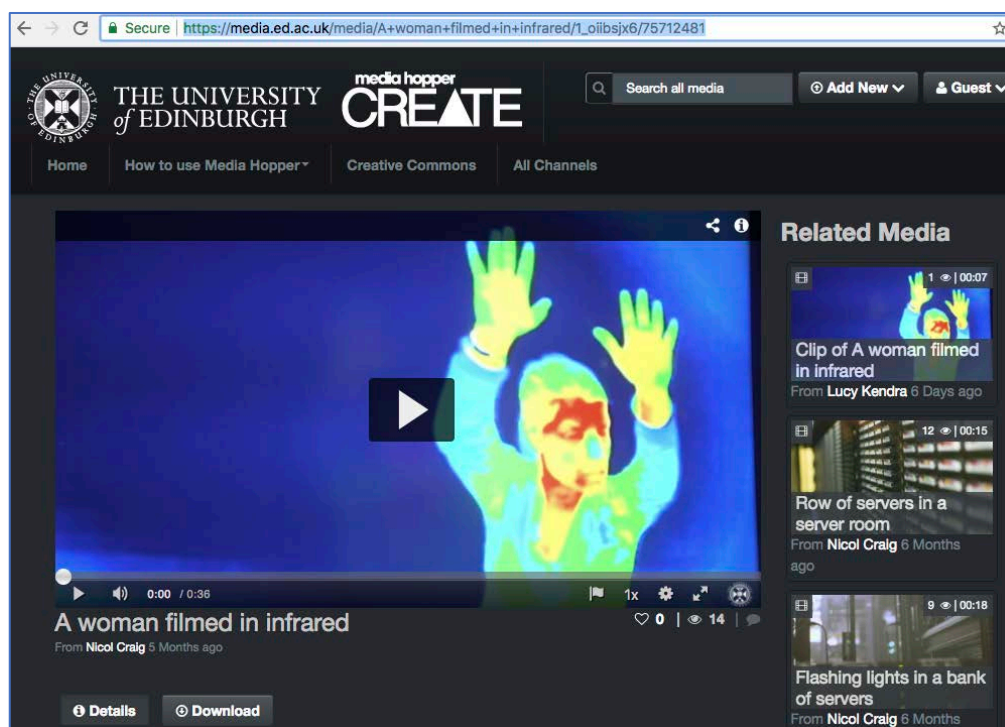 Secure https://media.ed.ac.uk/media/A+woman+filmed+in+infrared/1_oiibsjx6/75712481
THE UNIVERSITY
of EDINBURGH
THE UNIVERSITY OF EDINBURGH
media hopper
CREATE
Search all media
Add New
Guest
Home
How to use Media Hopper
Creative Commons
All Channels
0:00 / 0:36
1x
A woman filmed in infrared
0 | 14 |
From Nicol Craig 5 Months ago
Details
Download
Related Media
1 | 00:07
Clip of A woman filmed
in infrared
From Lucy Kendra 6 Days ago
12 | 00:15
Row of servers in a
server room
From Nicol Craig 6 Months
ago
9 | 00:18
Flashing lights in a bank
of servers
From Nicol Craig 6 Months